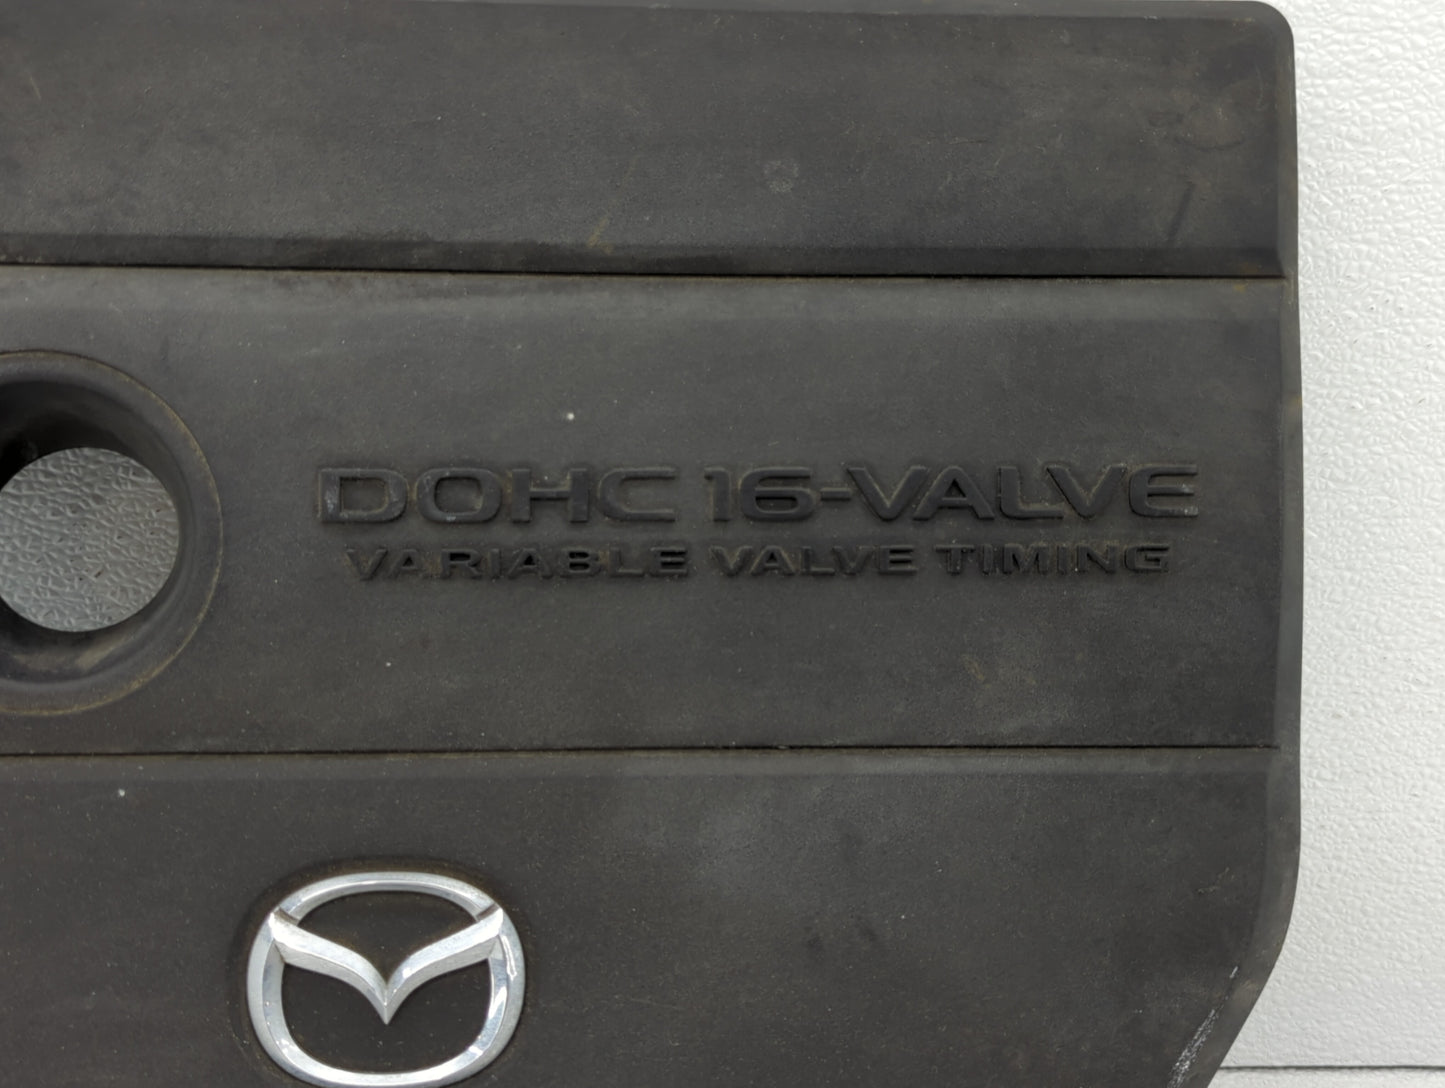 DOHC 16-VALVE
VARIABLE VALVE TIMING